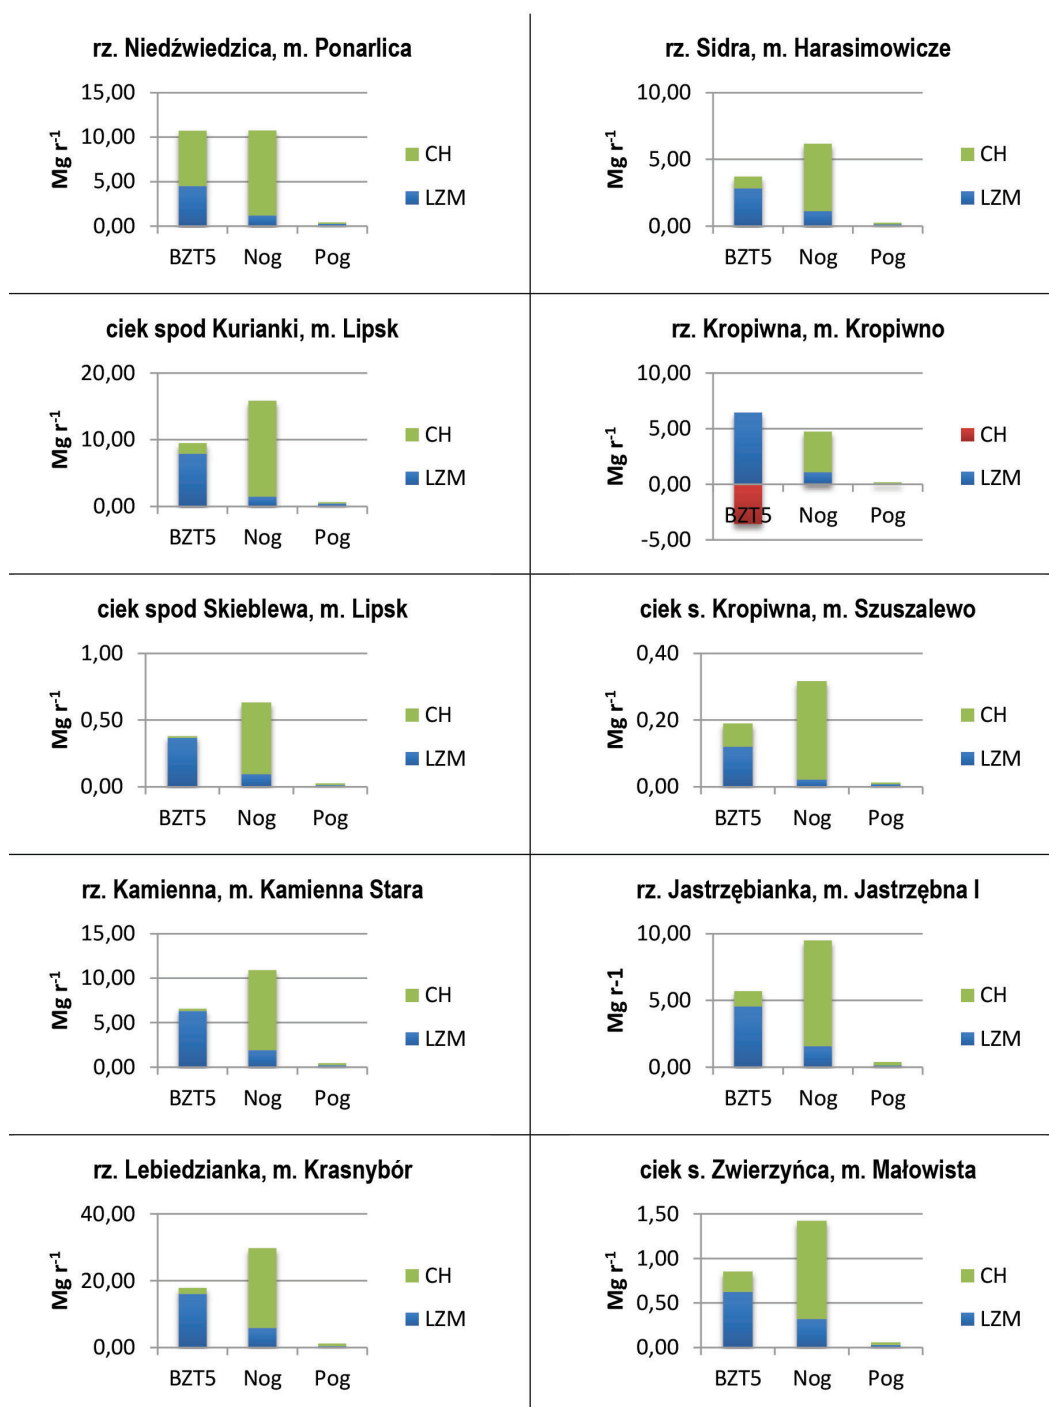 rz. Niedźwiedzica, m. Ponarlica
15,00
10,00
5,00
0,00
Mg r-1
BZT5 Nog Pog
CH
LZM
rz. Sidra, m. Harasimowicze
10,00
5,00
0,00
Mg r-1
BZT5 Nog Pog
CH
LZM
ciek spod Kurianki, m. Lipsk
20,00
10,00
0,00
Mg r-1
BZT5 Nog Pog
CH
LZM
rz. Kropiwna, m. Kropiwno
10,00
5,00
0,00
-5,00
Mg r-1
BZT5 Nog Pog
CH
LZM
ciek spod Skieblewa, m. Lipsk
1,00
0,50
0,00
Mg r-1
BZT5 Nog Pog
CH
LZM
ciek s. Kropiwna, m. Szuszalewo
0,40
0,20
0,00
Mg r-1
BZT5 Nog Pog
CH
LZM
rz. Kamienna, m. Kamienna Stara
15,00
10,00
5,00
0,00
Mg r-1
BZT5 Nog Pog
CH
LZM
rz. Jastrzębianka, m. Jastrzębna I
10,00
5,00
0,00
Mg r-1
BZT5 Nog Pog
CH
LZM
rz. Lebiedzianka, m. Krasnybór
40,00
20,00
0,00
Mg r-1
BZT5 Nog Pog
CH
LZM
ciek s. Zwierzyńca, m. Małowista
1,50
1,00
0,50
0,00
Mg r-1
BZT5 Nog Pog
CH
LZM